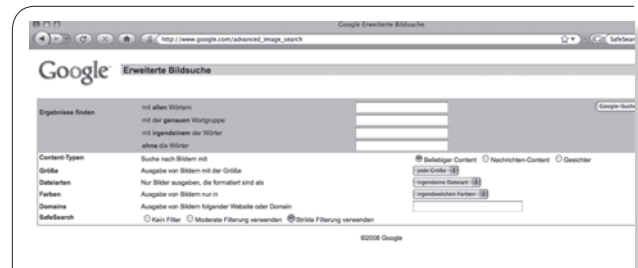 Google Erweiterte Bildsuche
http://www.google.com/advanced_image_search
SafeSear
Google Erweiterte Bildsuche
Ergebnisse finden mit allen Wörtern Google-Suche
mit der genauen Wortgruppe
mit irgendeinem der Wörter
ohne die Wörter
Content-Typen Suche nach Bildern mit Beliebiger Content Nachrichten-Content Gesichter
Größe Ausgabe von Bildern mit der Größe jede Größe
Dateiarten Nur Bilder ausgeben, die formatiert sind als irgendeine Dateiart
Farben Ausgabe von Bildern nur in irgendwelchen Farben
Domains Ausgabe von Bildern folgender Website oder Domain
SafeSearch Kein Filter Moderate Filterung verwenden Strikte Filterung verwenden
©2008 Google